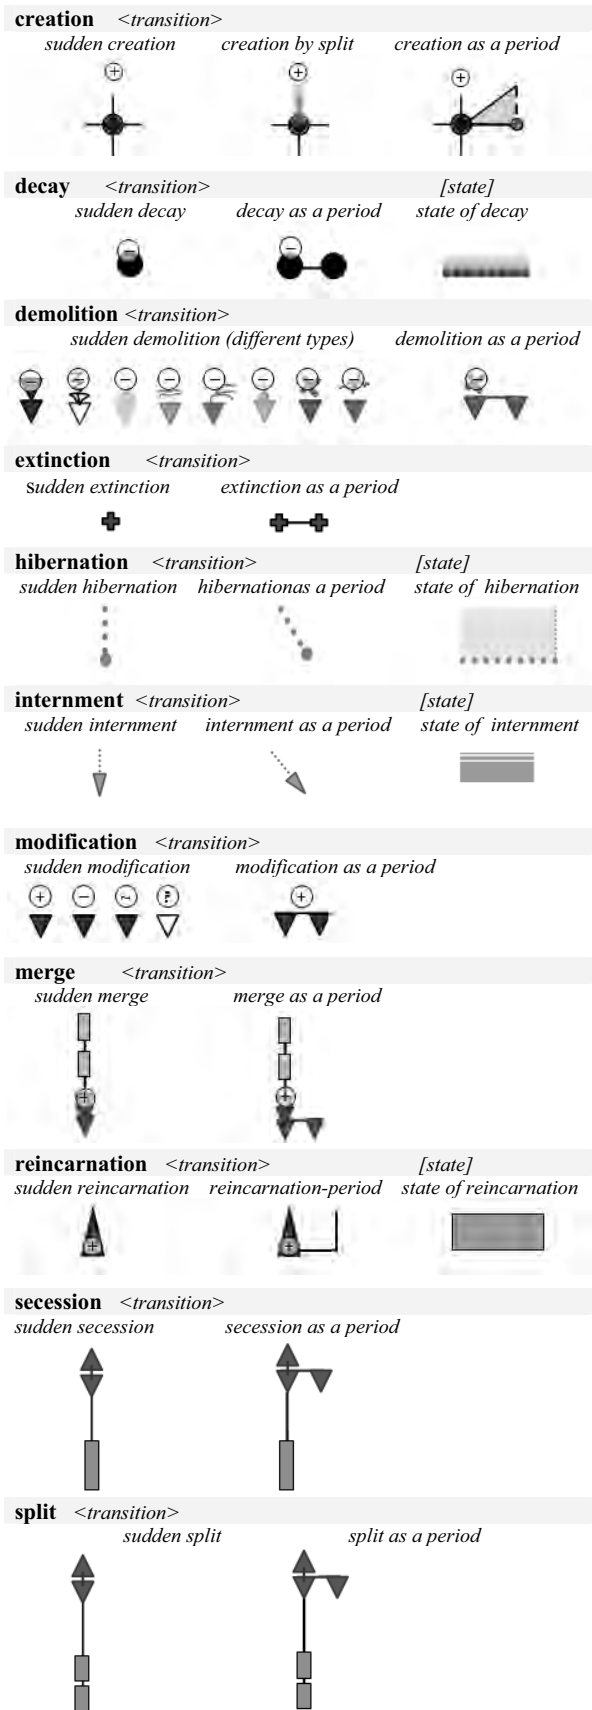 creation <transition>
sudden creation creation by split creation as a period
+ + +
decay <transition> [state]
sudden decay decay as a period state of decay
− −
demolition <transition>
sudden demolition (different types) demolition as a period
− − − − − − − − −
extinction <transition>
sudden extinction extinction as a period
hibernation <transition> [state]
sudden hibernation hibernationas a period state of hibernation
internment <transition> [state]
sudden internment internment as a period state of internment
modification <transition>
sudden modification modification as a period
+ − ~ ? +
merge <transition>
sudden merge merge as a period
+ +
reincarnation <transition> [state]
sudden reincarnation reincarnation-period state of reincarnation
+ +
secession <transition>
sudden secession secession as a period
split <transition>
sudden split split as a period